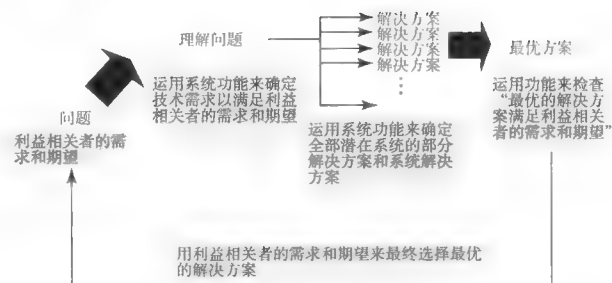 理解问题
解决方案
解决方案
解决方案
解决方案
最优方案
运用系统功能来确定
技术需求以满足利益
相关者的需求和期望
运用功能来检查
“最优的解决方
案满足利益相关
者的需求和期望”
问题
利益相关者的需
求和期望
运用系统功能来确定
全部潜在系统的部分
解决方案和系统解决
方案
用利益相关者的需求和期望来最终选择最优
的解决方案